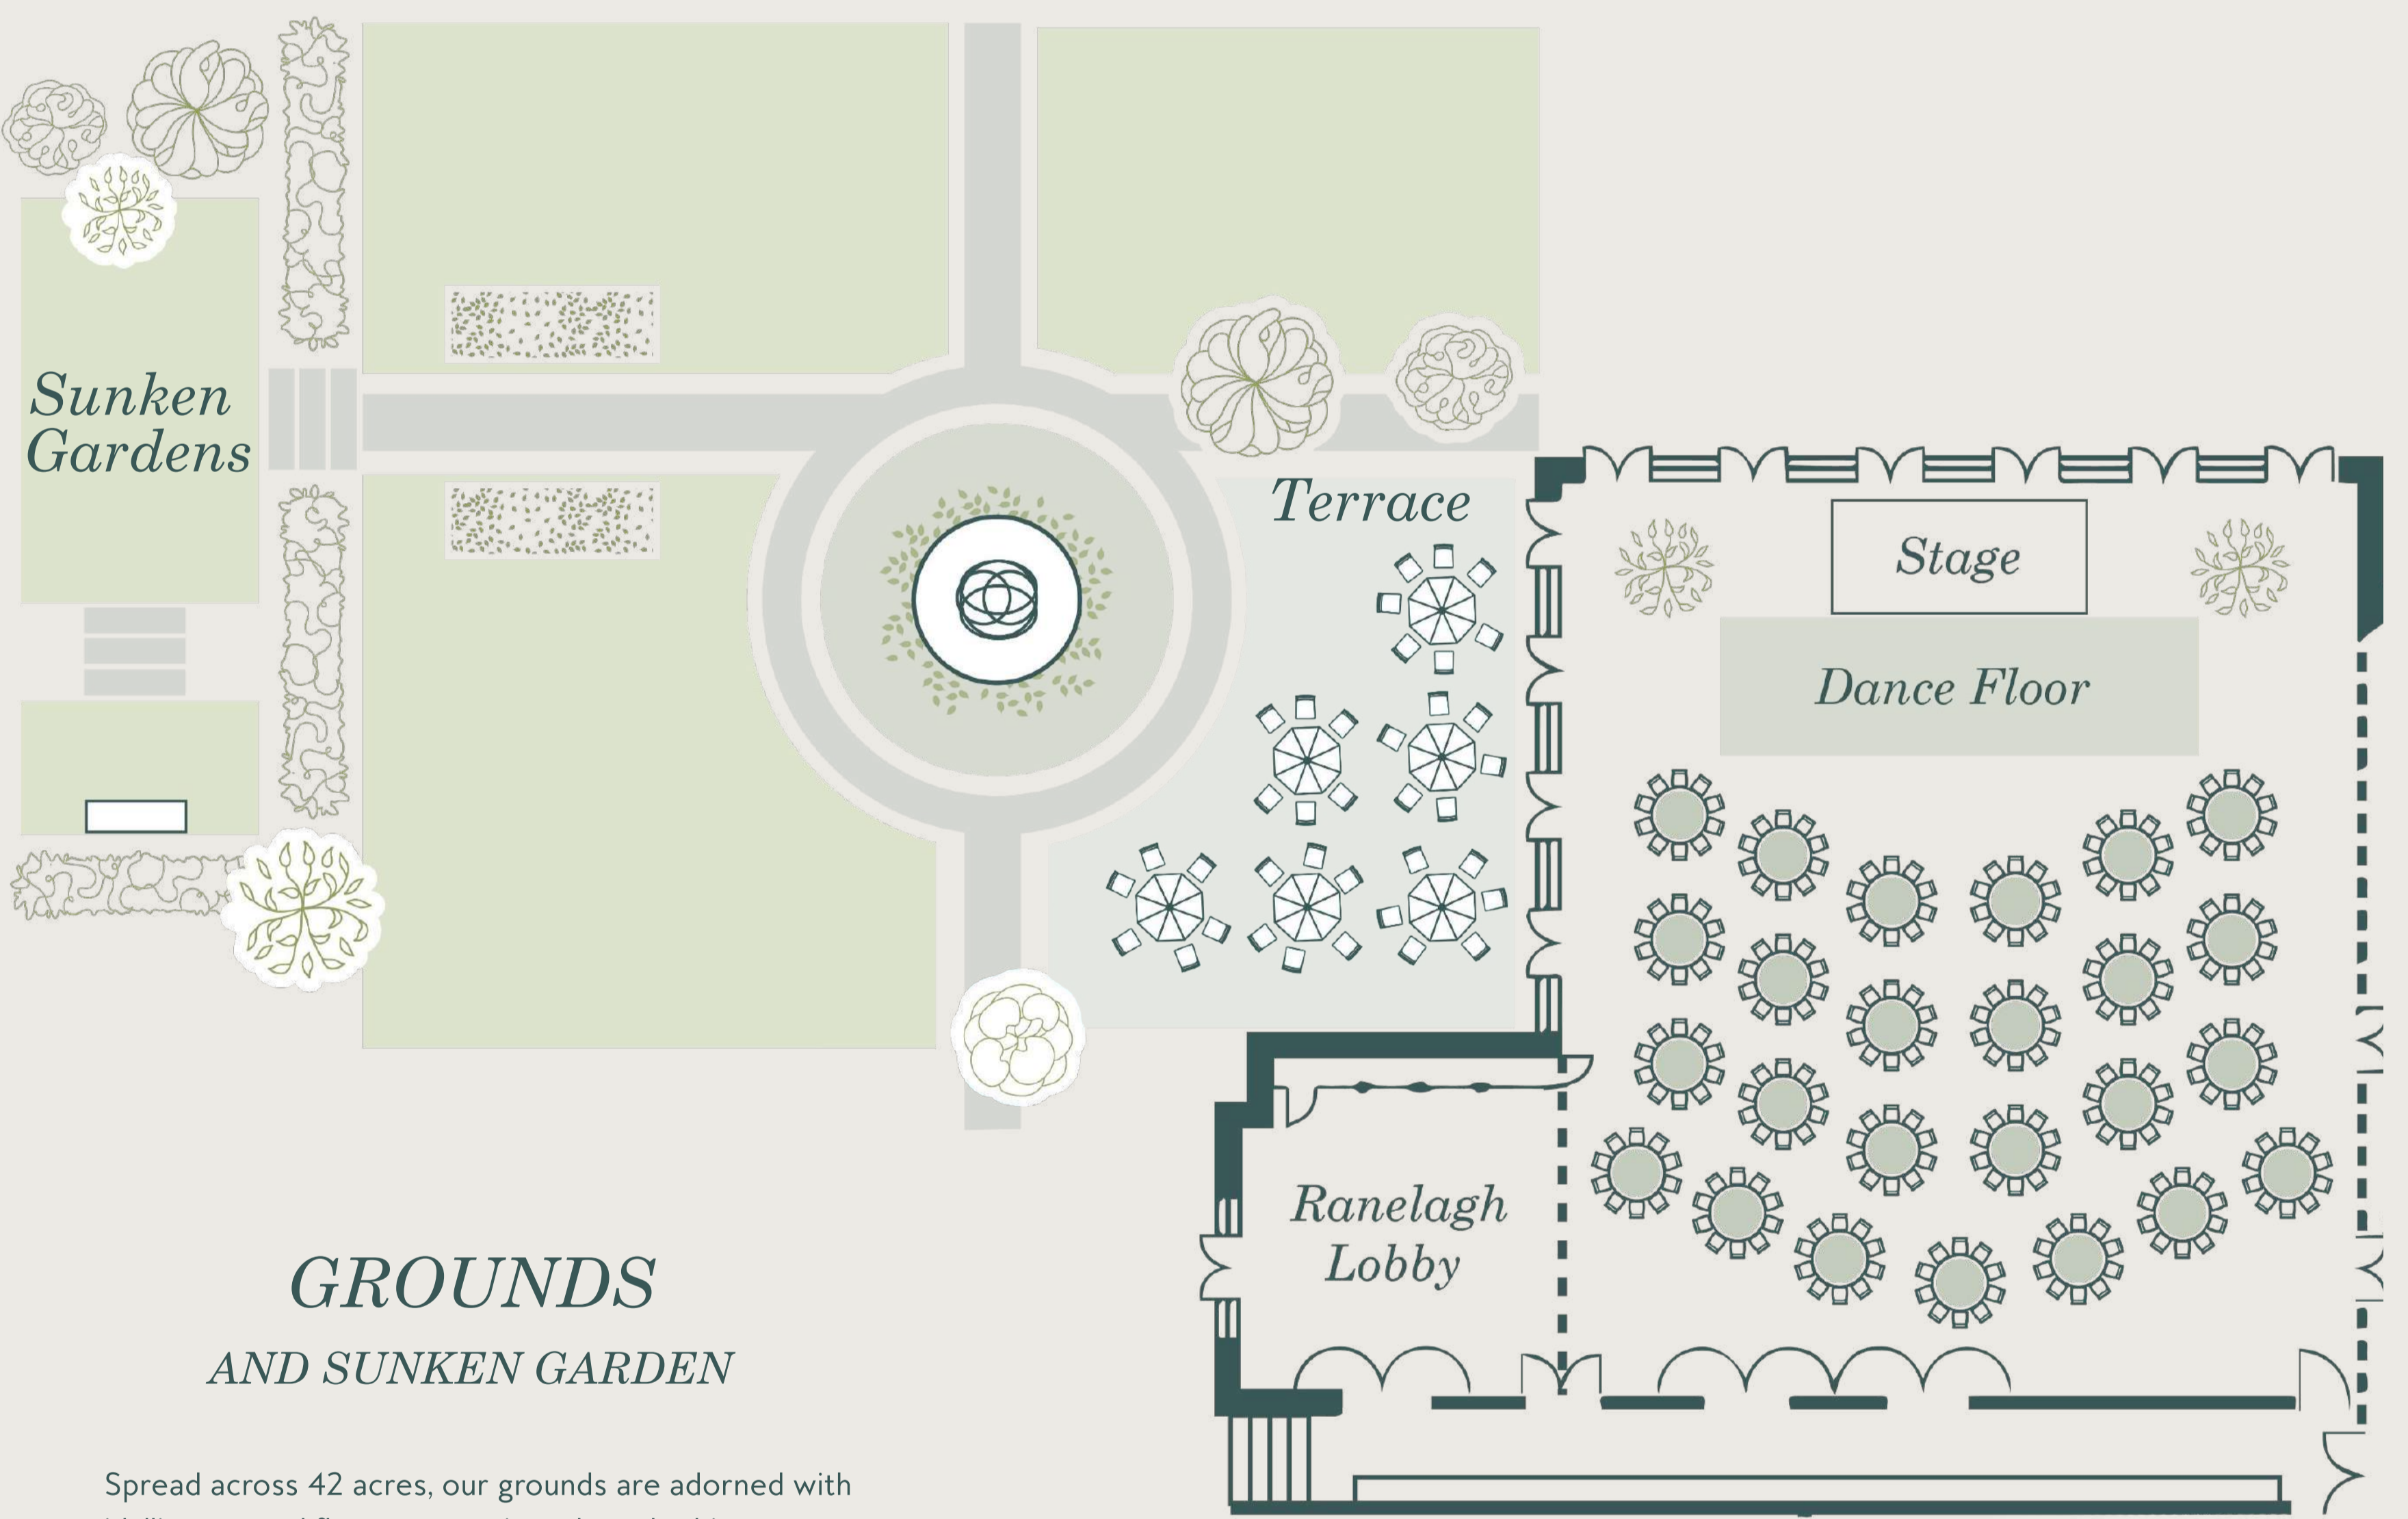 Sunken
Gardens
Terrace
Stage
Dance Floor
Ranelagh
Lobby
GROUNDS
AND SUNKEN GARDEN
Spread across 42 acres, our grounds are adorned with